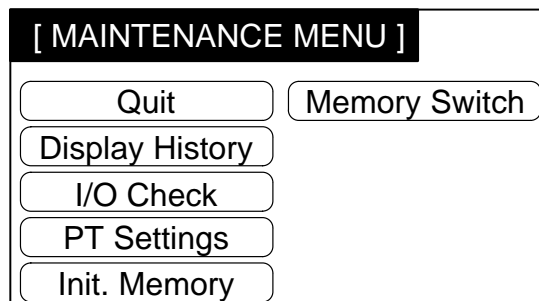 [ MAINTENANCE MENU ]
Quit Memory Switch
Display History
I/O Check
PT Settings
Init. Memory